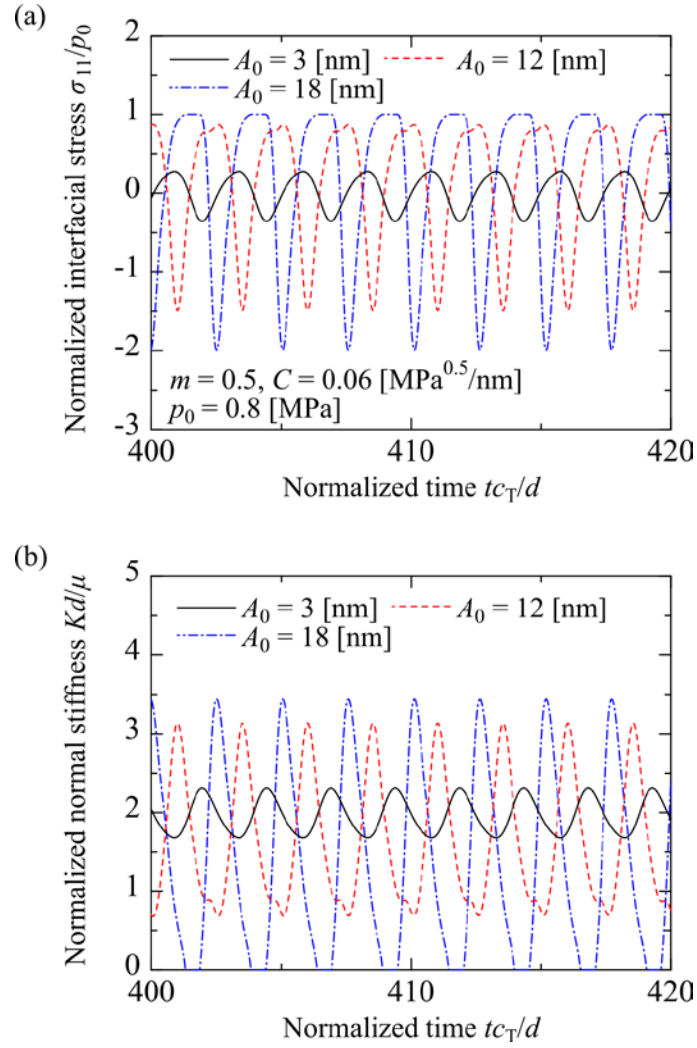 (a)
Normalized interfacial stress σ₁₁/p₀
2
1
0
-1
-2
-3
A₀ = 3 [nm]
A₀ = 12 [nm]
A₀ = 18 [nm]
m = 0.5, C = 0.06 [MPa⁰·⁵/nm]
p₀ = 0.8 [MPa]
400
410
420
Normalized time tc_T/d
(b)
Normalized normal stiffness Kd/μ
5
4
3
2
1
0
A₀ = 3 [nm]
A₀ = 12 [nm]
A₀ = 18 [nm]
400
410
420
Normalized time tc_T/d